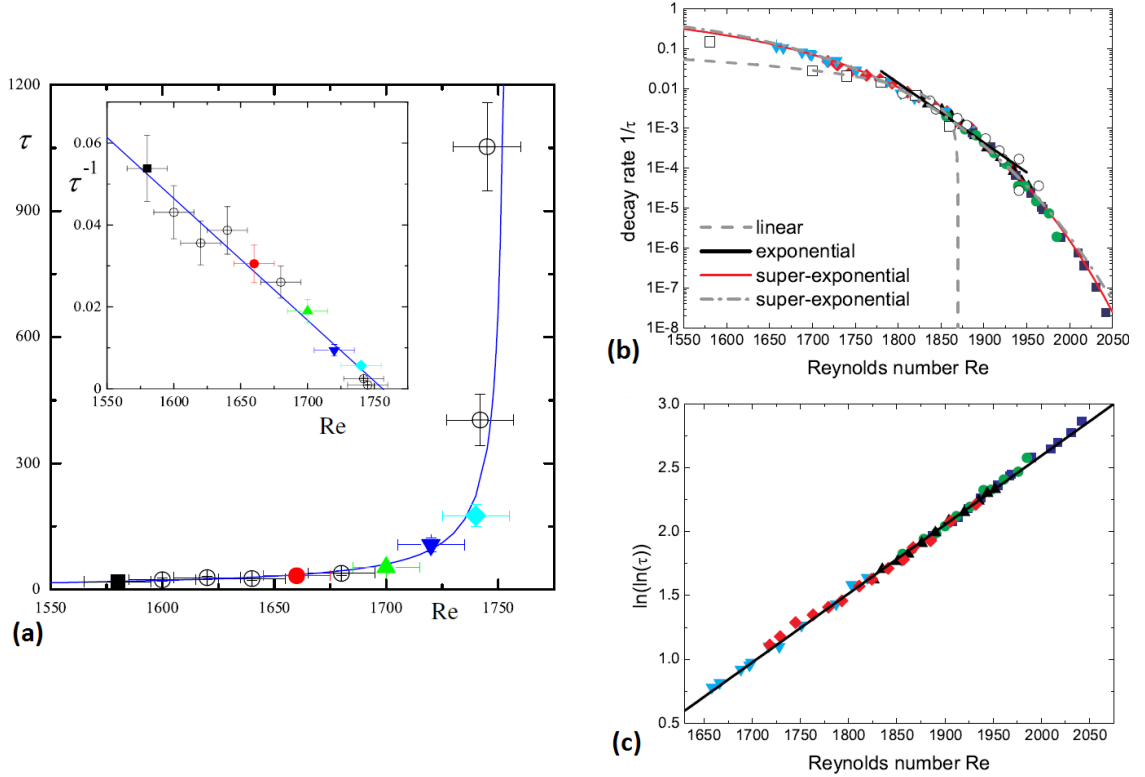 1200
τ
900
600
300
0
1550
1600
1650
1700
1750
Re
(a)
0.06
τ⁻¹
0.04
0.02
0
1550
1600
1650
1700
1750
Re
1
0.1
0.01
1E-3
1E-4
1E-5
1E-6
1E-7
1E-8
decay rate 1/τ
linear
exponential
super-exponential
super-exponential
1550 1600 1650 1700 1750 1800 1850 1900 1950 2000 2050
(b)
Reynolds number Re
3.0
2.5
2.0
1.5
1.0
0.5
ln(ln(τ))
1650 1700 1750 1800 1850 1900 1950 2000 2050
(c)
Reynolds number Re